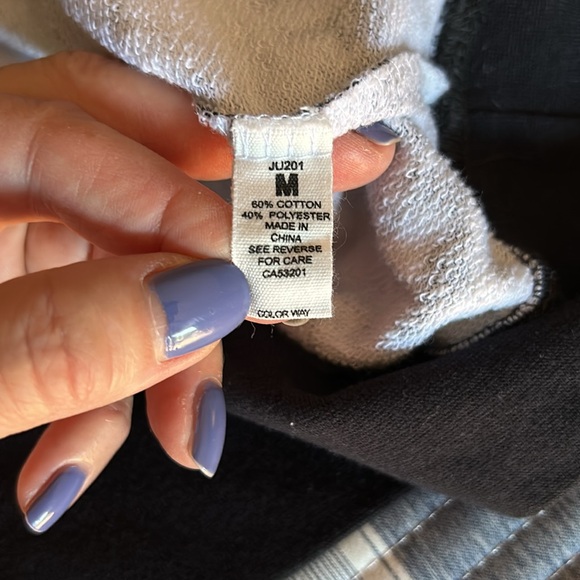 JU201
M
60% COTTON
40% POLYESTER
MADE IN
CHINA
SEE REVERSE
FOR CARE
CA53201
COLOR WAY